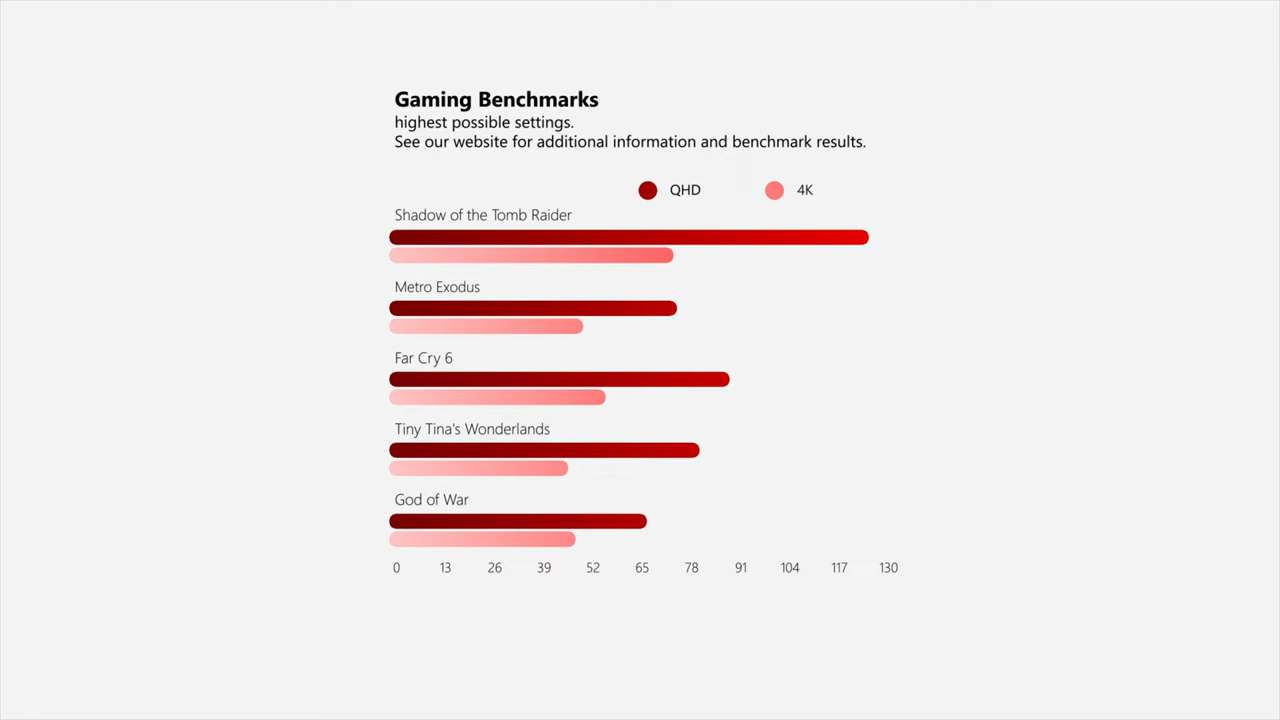 Gaming Benchmarks
highest possible settings.
See our website for additional information and benchmark results.
QHD 4K
Shadow of the Tomb Raider
Metro Exodus
Far Cry 6
Tiny Tina's Wonderlands
God of War
0 13 26 39 52 65 78 91 104 117 130